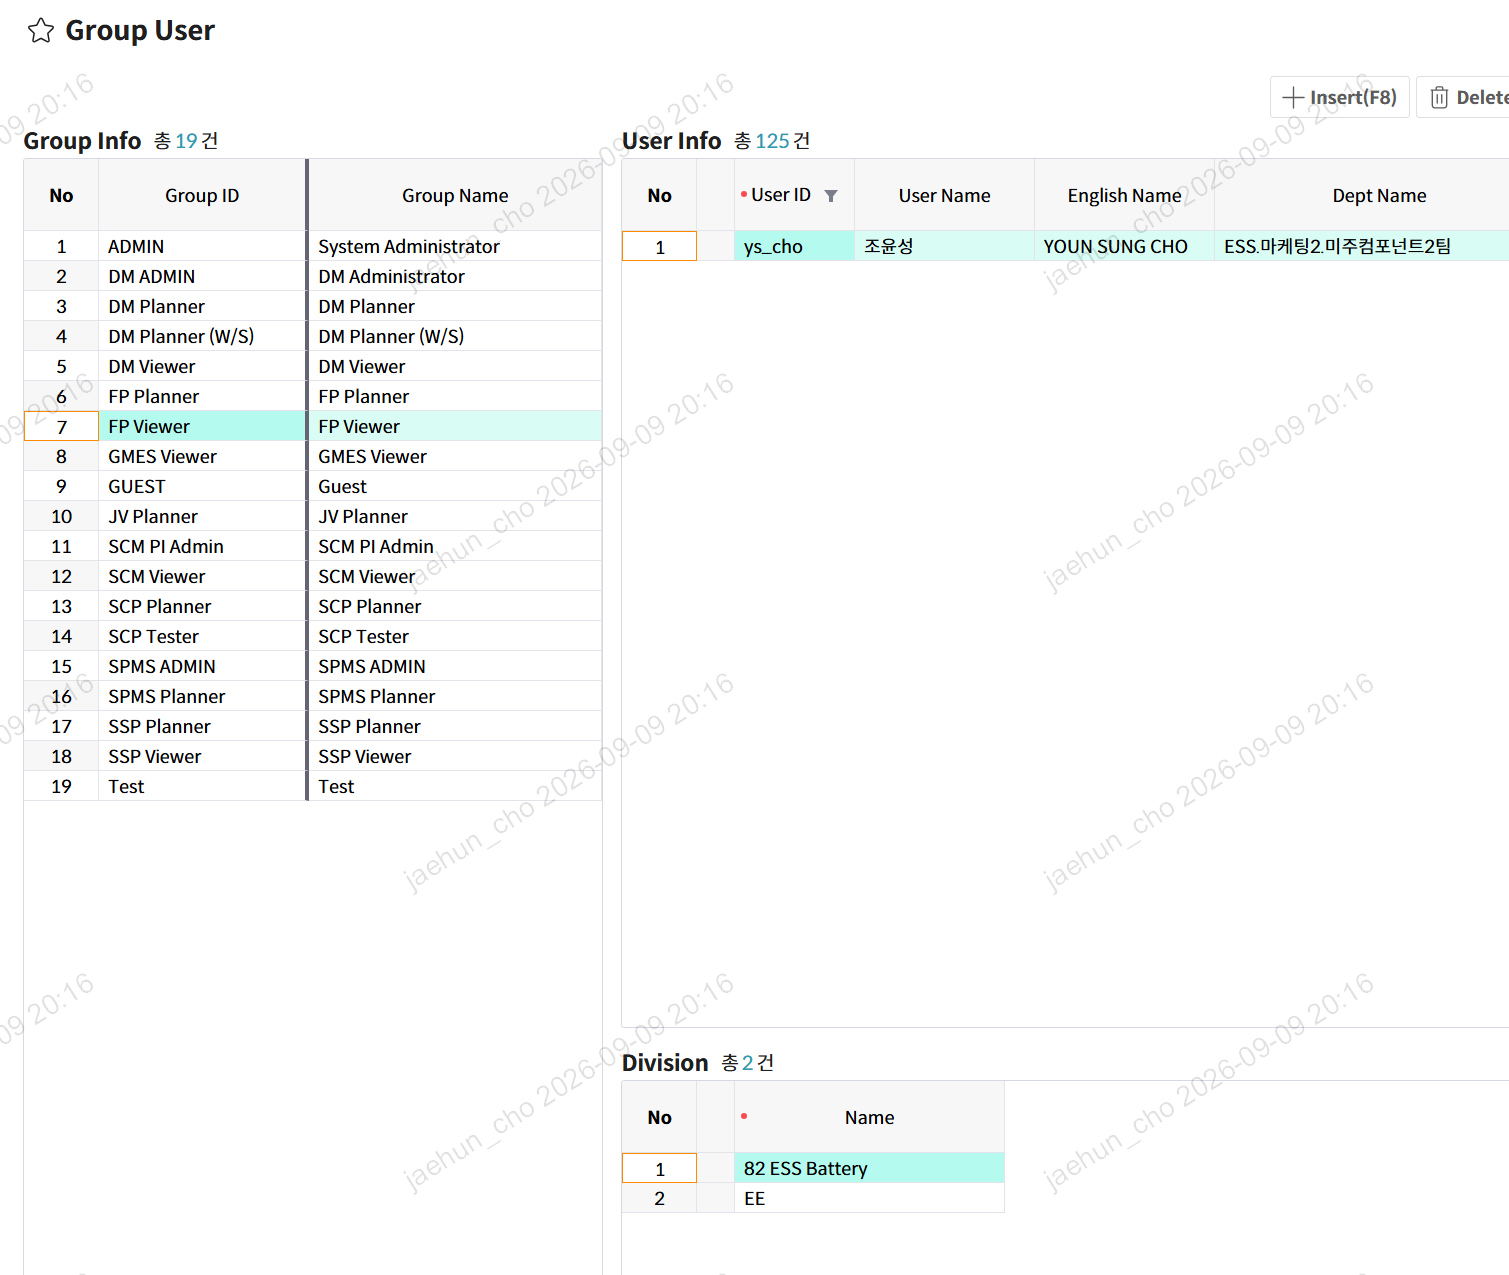 Group User
Insert(F8) Delete
Group Info 총 19 건
No Group ID Group Name
1 ADMIN System Administrator
2 DM ADMIN DM Administrator
3 DM Planner DM Planner
4 DM Planner (W/S) DM Planner (W/S)
5 DM Viewer DM Viewer
6 FP Planner FP Planner
7 FP Viewer FP Viewer
8 GMES Viewer GMES Viewer
9 GUEST Guest
10 JV Planner JV Planner
11 SCM PI Admin SCM PI Admin
12 SCM Viewer SCM Viewer
13 SCP Planner SCP Planner
14 SCP Tester SCP Tester
15 SPMS ADMIN SPMS ADMIN
16 SPMS Planner SPMS Planner
17 SSP Planner SSP Planner
18 SSP Viewer SSP Viewer
19 Test Test
User Info 총 125 건
No User ID User Name English Name Dept Name
1 ys_cho 조윤성 YOUN SUNG CHO ESS.마케팅2.미주컴포넌트2팀
Division 총 2 건
No Name
1 82 ESS Battery
2 EE
jaehun_cho 2026-09-09 20:16